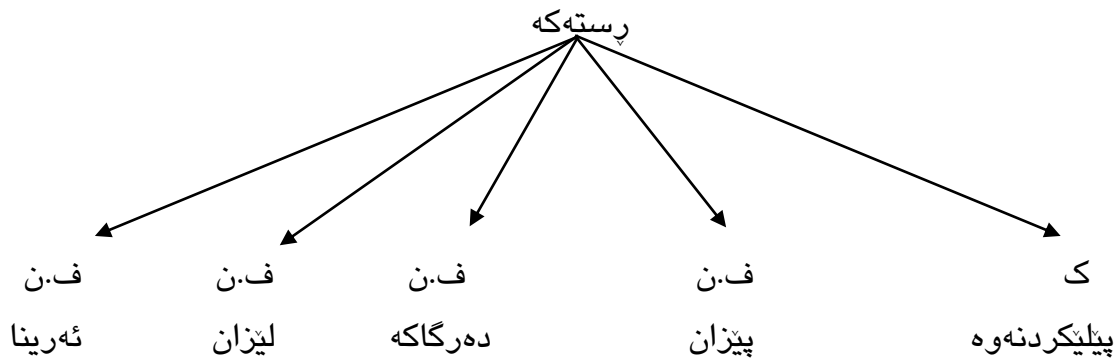 ڕستەکە
ک ف.ن ف.ن ف.ن ف.ن
پێلێکردنەوە پێزان دەرگاکە لێزان ئەرینا